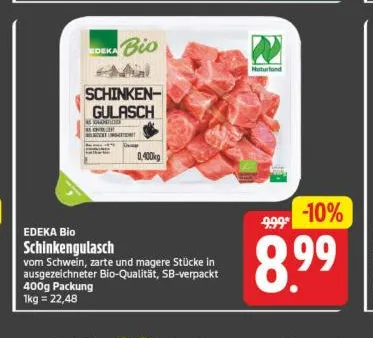 EDEKA Bio
Naturland
SCHINKEN-
GULASCH
0,400kg
-10%
9.99*
8.99
EDEKA Bio
Schinkengulasch
vom Schwein, zarte und magere Stücke in
ausgezeichneter Bio-Qualität, SB-verpackt
400g Packung
1kg = 22,48